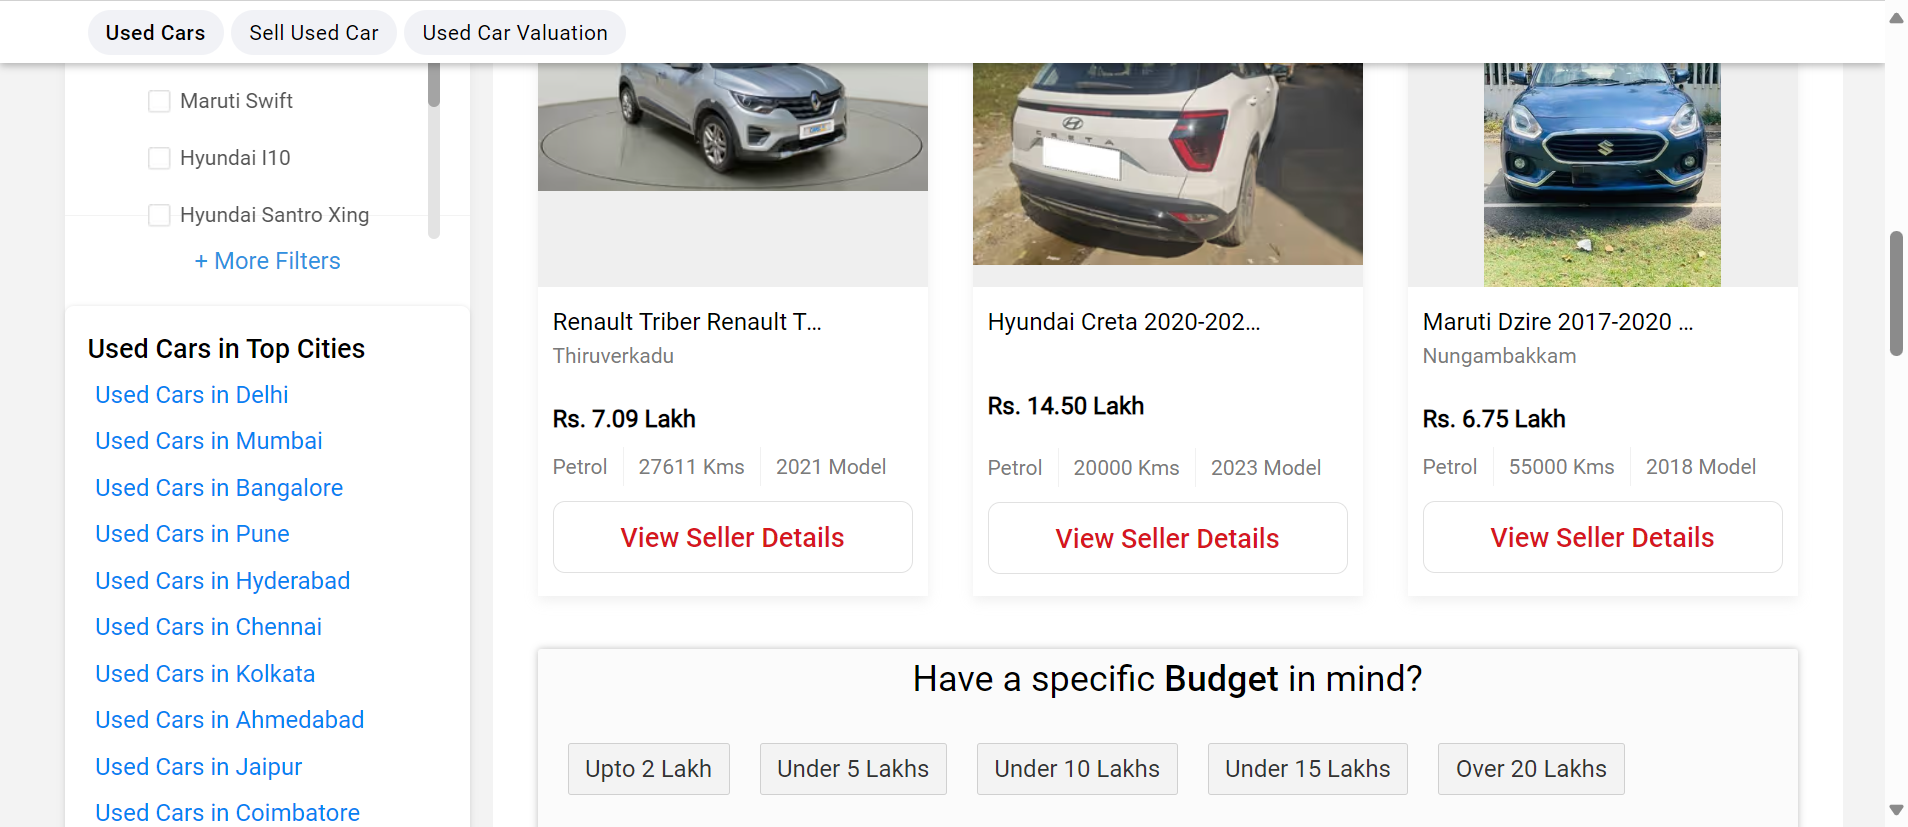 Used Cars
Sell Used Car
Used Car Valuation
Maruti Swift
Hyundai I10
Hyundai Santro Xing
+ More Filters
Used Cars in Top Cities
Used Cars in Delhi
Used Cars in Mumbai
Used Cars in Bangalore
Used Cars in Pune
Used Cars in Hyderabad
Used Cars in Chennai
Used Cars in Kolkata
Used Cars in Ahmedabad
Used Cars in Jaipur
Used Cars in Coimbatore
Renault Triber Renault T...
Thiruverkadu
Rs. 7.09 Lakh
Petrol 27611 Kms 2021 Model
View Seller Details
CRETA
Hyundai Creta 2020-202...
Rs. 14.50 Lakh
Petrol 20000 Kms 2023 Model
View Seller Details
Maruti Dzire 2017-2020 ...
Nungambakkam
Rs. 6.75 Lakh
Petrol 55000 Kms 2018 Model
View Seller Details
Have a specific Budget in mind?
Upto 2 Lakh
Under 5 Lakhs
Under 10 Lakhs
Under 15 Lakhs
Over 20 Lakhs